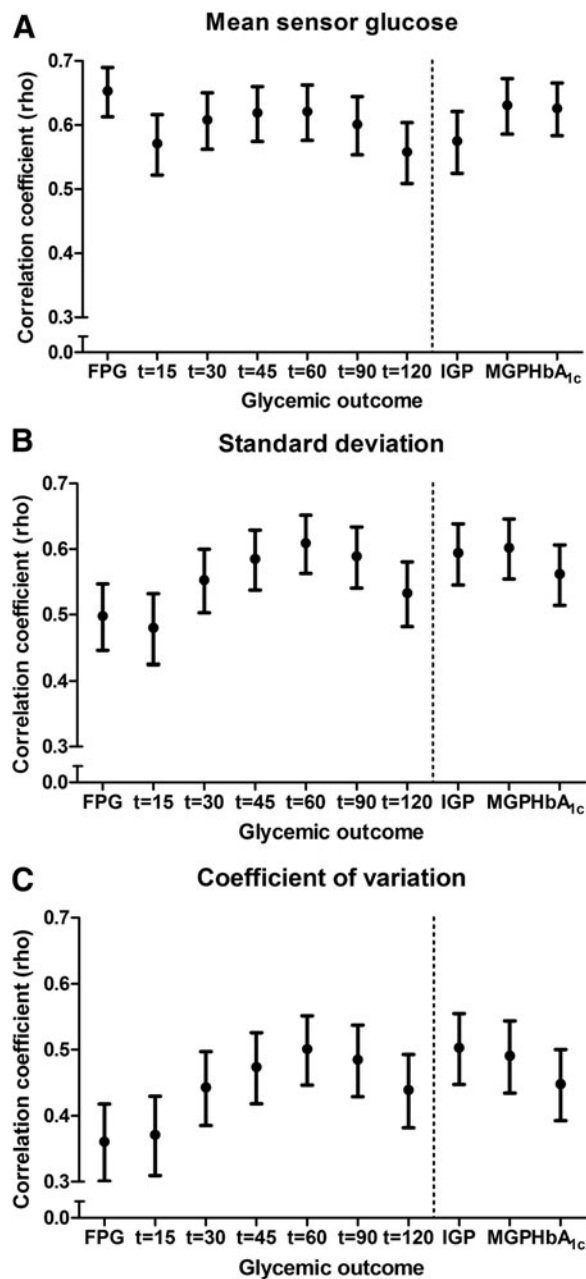 A
Mean sensor glucose
Correlation coefficient (rho)
0.7
0.6
0.5
0.4
0.3
0.0
FPG t=15 t=30 t=45 t=60 t=90 t=120 IGP MGPHbA1c
Glycemic outcome
B
Standard deviation
Correlation coefficient (rho)
0.7
0.6
0.5
0.4
0.3
0.0
FPG t=15 t=30 t=45 t=60 t=90 t=120 IGP MGPHbA1c
Glycemic outcome
C
Coefficient of variation
Correlation coefficient (rho)
0.7
0.6
0.5
0.4
0.3
0.0
FPG t=15 t=30 t=45 t=60 t=90 t=120 IGP MGPHbA1c
Glycemic outcome